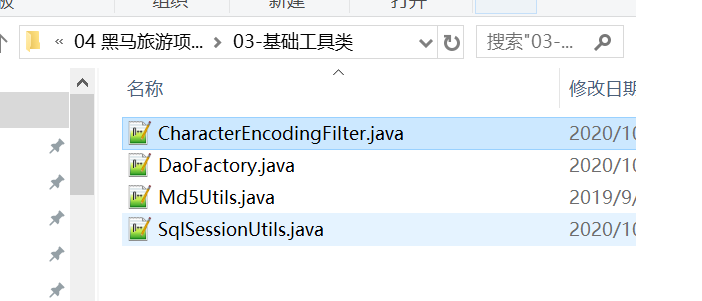 组织
新建
打开
« 04 黑马旅游项... › 03-基础工具类
搜索"03-...
名称
修改日期
CharacterEncodingFilter.java
2020/10
DaoFactory.java
2020/10
Md5Utils.java
2019/9/
SqlSessionUtils.java
2020/10